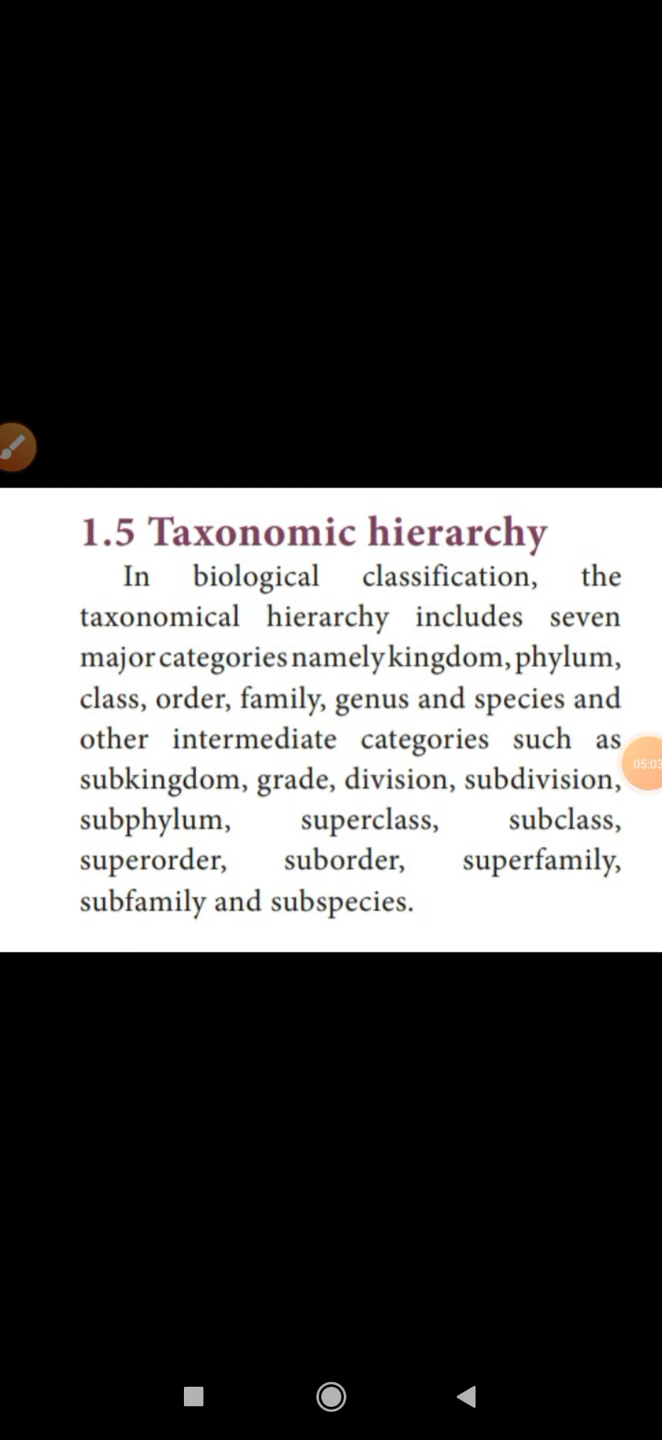 1.5 Taxonomic hierarchy
In biological classification, the
taxonomical hierarchy includes seven
major categories namely kingdom, phylum,
class, order, family, genus and species and
other intermediate categories such as
subkingdom, grade, division, subdivision,
subphylum, superclass, subclass,
superorder, suborder, superfamily,
subfamily and subspecies.
05:03